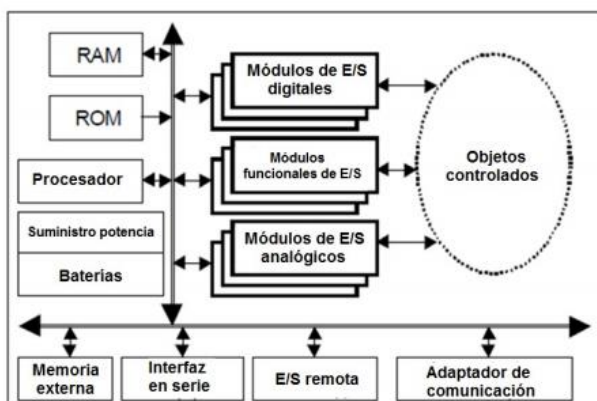 RAM
ROM
Procesador
Suministro potencia
Baterias
Módulos de E/S
digitales
Módulos
funcionales de E/S
Módulos de E/S
analógicos
Objetos
controlados
Memoria
externa
Interfaz
en serie
E/S remota
Adaptador de
comunicación